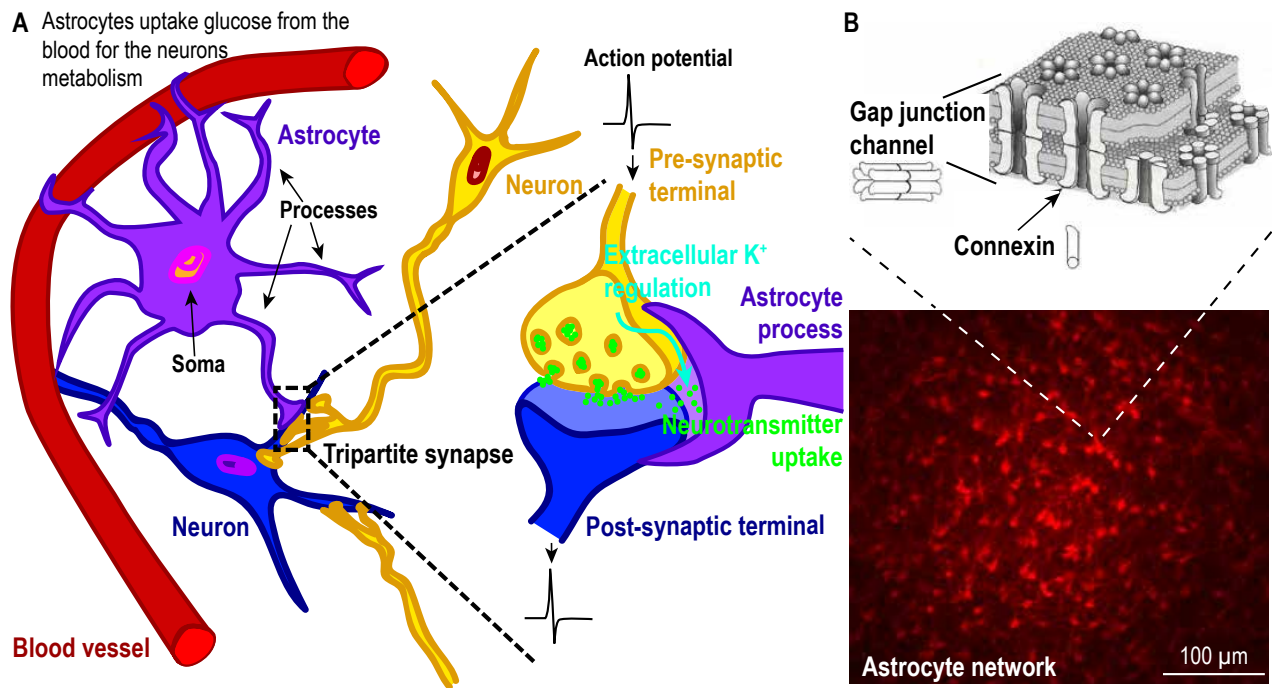 A
Astrocytes uptake glucose from the
blood for the neurons
metabolism
Astrocyte
Processes
Soma
Neuron
Tripartite synapse
Neuron
Blood vessel
Action potential
Pre-synaptic
terminal
Extracellular K⁺
regulation
Astrocyte
process
Neurotransmitter
uptake
Post-synaptic terminal
B
Gap junction
channel
Connexin
Astrocyte network
100 µm